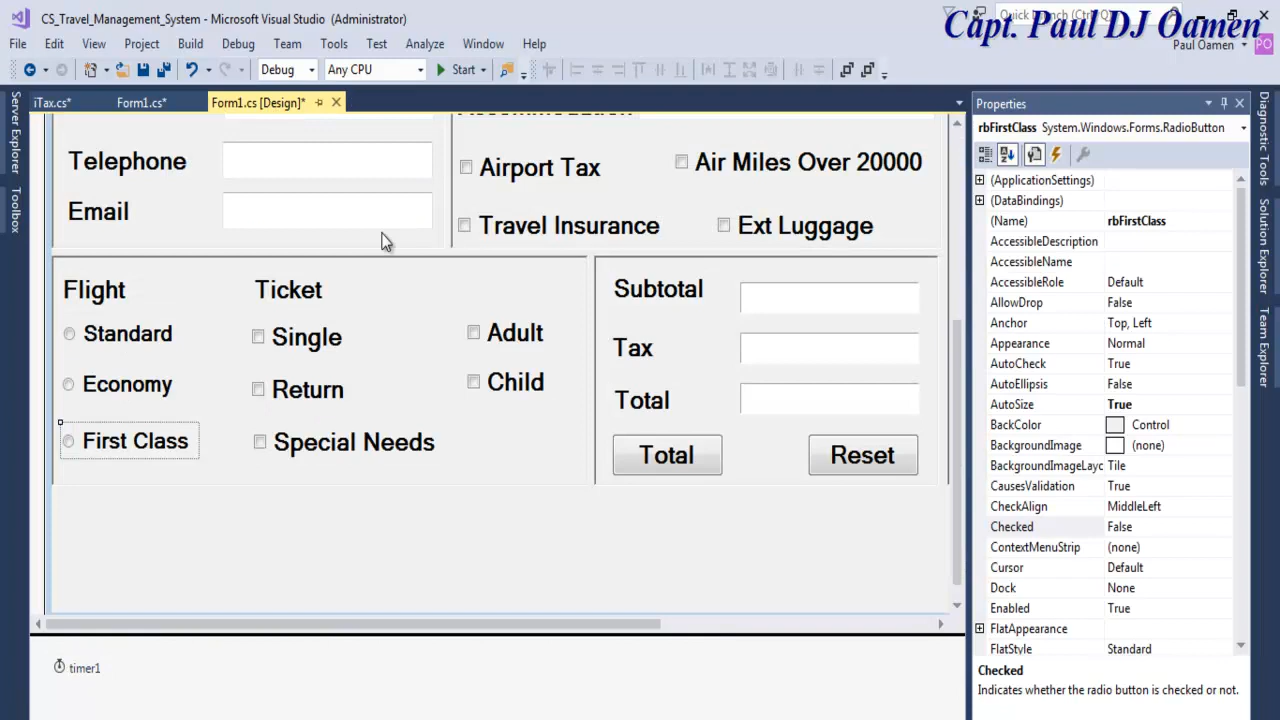 CS_Travel_Management_System - Microsoft Visual Studio (Administrator)
Quick Launch (Ctrl+Q)
Capt. Paul DJ Oamen
File Edit View Project Build Debug Team Tools Test Analyze Window Help
Paul Oamen PO
Debug Any CPU Start
Server Explorer
Toolbox
iTax.cs* Form1.cs* Form1.cs [Design]*
Telephone
Email
Airport Tax Air Miles Over 20000
Travel Insurance Ext Luggage
Flight Ticket
Standard Single Adult
Economy Return Child
First Class Special Needs
Subtotal
Tax
Total
Total Reset
timer1
Properties
rbFirstClass System.Windows.Forms.RadioButton
(ApplicationSettings)
(DataBindings)
(Name) rbFirstClass
AccessibleDescription
AccessibleName
AccessibleRole Default
AllowDrop False
Anchor Top, Left
Appearance Normal
AutoCheck True
AutoEllipsis False
AutoSize True
BackColor Control
BackgroundImage (none)
BackgroundImageLayc Tile
CausesValidation True
CheckAlign MiddleLeft
Checked False
ContextMenuStrip (none)
Cursor Default
Dock None
Enabled True
FlatAppearance
FlatStyle Standard
Checked
Indicates whether the radio button is checked or not.
Diagnostic Tools
Solution Explorer
Team Explorer